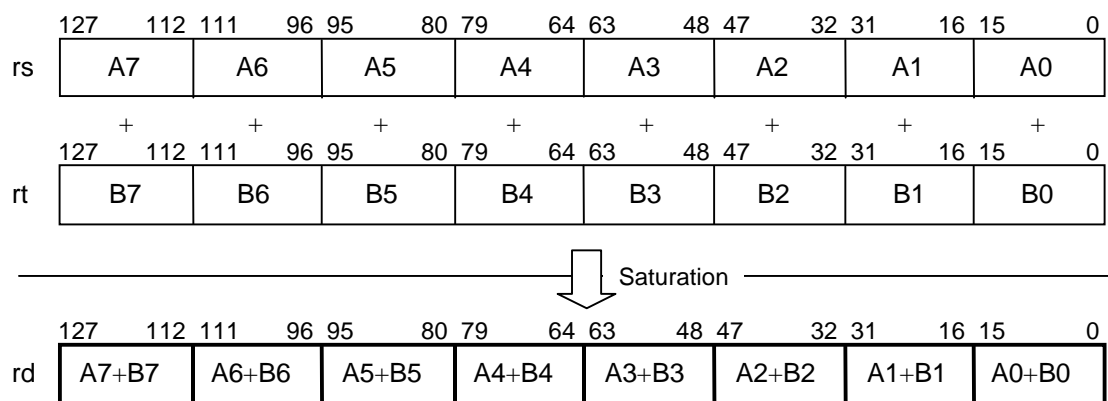 127 112 111 96 95 80 79 64 63 48 47 32 31 16 15 0
rs A7 A6 A5 A4 A3 A2 A1 A0
+ + + + + + + +
127 112 111 96 95 80 79 64 63 48 47 32 31 16 15 0
rt B7 B6 B5 B4 B3 B2 B1 B0
Saturation
127 112 111 96 95 80 79 64 63 48 47 32 31 16 15 0
rd A7+B7 A6+B6 A5+B5 A4+B4 A3+B3 A2+B2 A1+B1 A0+B0